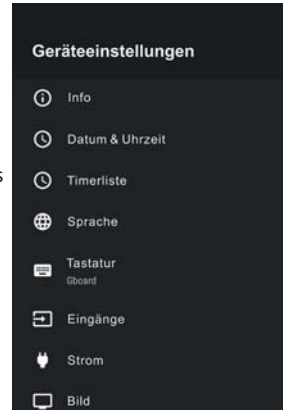 Geräteeinstellungen
Info
Datum & Uhrzeit
Timerliste
s
Sprache
Tastatur
Gboard
Eingänge
Strom
Bild